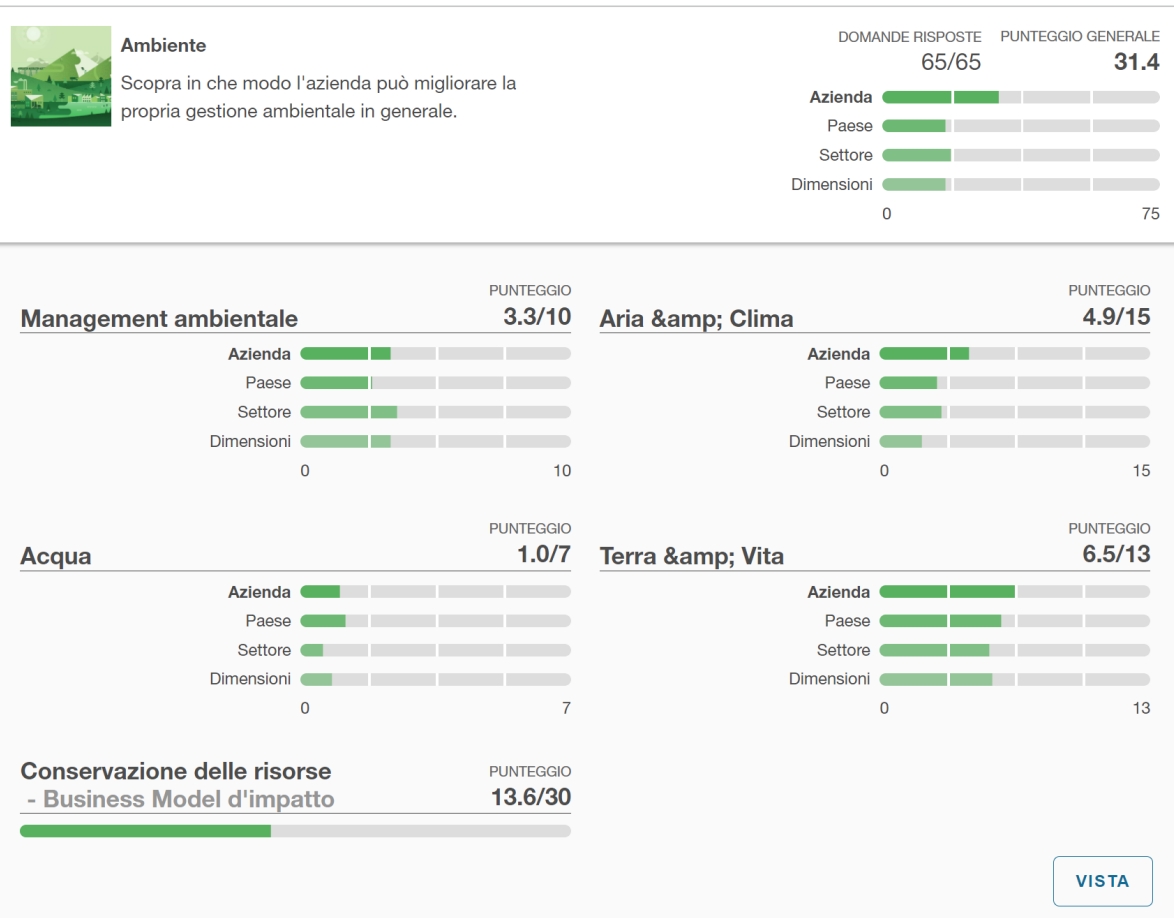 Ambiente
Scopra in che modo l'azienda può migliorare la
propria gestione ambientale in generale.
DOMANDE RISPOSTE PUNTEGGIO GENERALE
65/65 31.4
Azienda
Paese
Settore
Dimensioni
0 75
PUNTEGGIO
Management ambientale 3.3/10
Azienda
Paese
Settore
Dimensioni
0 10
PUNTEGGIO
Aria &amp; Clima 4.9/15
Azienda
Paese
Settore
Dimensioni
0 15
PUNTEGGIO
Acqua 1.0/7
Azienda
Paese
Settore
Dimensioni
0 7
PUNTEGGIO
Terra &amp; Vita 6.5/13
Azienda
Paese
Settore
Dimensioni
0 13
Conservazione delle risorse PUNTEGGIO
- Business Model d'impatto 13.6/30
VISTA